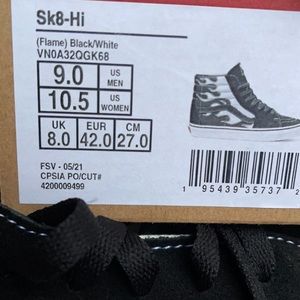 Sk8-Hi
(Flame) Black/White
VN0A32QGK68
9.0 US MEN
10.5 US WOMEN
UK EUR CM
8.0 42.0 27.0
FSV - 05/21
CPSIA PO/CUT#
4200009499
1 95439 35737 2